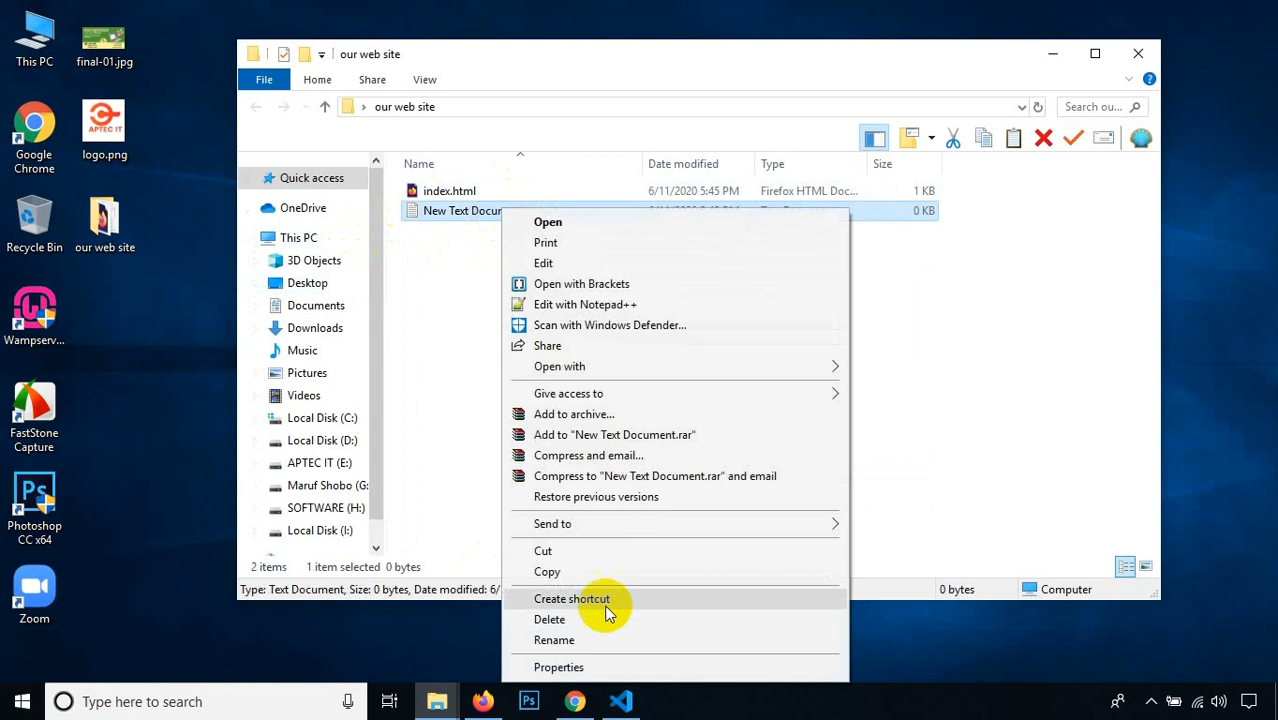 This PC
final-01.jpg
Google Chrome
APTEC IT
logo.png
Recycle Bin
our web site
Wampserv...
FastStone Capture
Ps
Photoshop CC x64
Zoom
our web site
File Home Share View
our web site
Search ou...
Name Date modified Type Size
index.html 6/11/2020 5:45 PM Firefox HTML Doc... 1 KB
New Text Docu 0 KB
Quick access
OneDrive
This PC
3D Objects
Desktop
Documents
Downloads
Music
Pictures
Videos
Local Disk (C:)
Local Disk (D:)
APTEC IT (E:)
Maruf Shobo (G:
SOFTWARE (H:)
Local Disk (I:)
Open
Print
Edit
Open with Brackets
Edit with Notepad++
Scan with Windows Defender...
Share
Open with
Give access to
Add to archive...
Add to "New Text Document.rar"
Compress and email...
Compress to "New Text Document.rar" and email
Restore previous versions
Send to
Cut
Copy
Create shortcut
Delete
Rename
Properties
2 items 1 item selected 0 bytes
Type: Text Document, Size: 0 bytes, Date modified: 6/ 0 bytes Computer
Type here to search
Ps